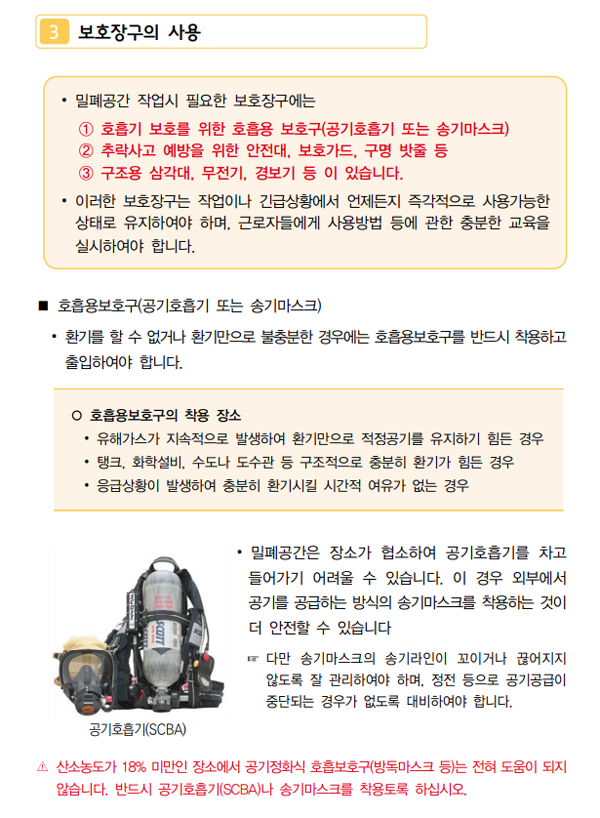 3 보호장구의 사용
• 밀폐공간 작업시 필요한 보호장구에는
① 호흡기 보호를 위한 호흡용 보호구(공기호흡기 또는 송기마스크)
② 추락사고 예방을 위한 안전대, 보호가드, 구명 밧줄 등
③ 구조용 삼각대, 무전기, 경보기 등 이 있습니다.
• 이러한 보호장구는 작업이나 긴급상황에서 언제든지 즉각적으로 사용가능한
상태로 유지하여야 하며, 근로자들에게 사용방법 등에 관한 충분한 교육을
실시하여야 합니다.
■ 호흡용보호구(공기호흡기 또는 송기마스크)
• 환기를 할 수 없거나 환기만으로 불충분한 경우에는 호흡용보호구를 반드시 착용하고
출입하여야 합니다.
○ 호흡용보호구의 착용 장소
• 유해가스가 지속적으로 발생하여 환기만으로 적정공기를 유지하기 힘든 경우
• 탱크, 화학설비, 수도나 도수관 등 구조적으로 충분히 환기가 힘든 경우
• 응급상황이 발생하여 충분히 환기시킬 시간적 여유가 없는 경우
• 밀폐공간은 장소가 협소하여 공기호흡기를 차고
들어가기 어려울 수 있습니다. 이 경우 외부에서
공기를 공급하는 방식의 송기마스크를 착용하는 것이
더 안전할 수 있습니다
☞ 다만 송기마스크의 송기라인이 꼬이거나 끊어지지
않도록 잘 관리하여야 하며, 정전 등으로 공기공급이
중단되는 경우가 없도록 대비하여야 합니다.
SCOTT
공기호흡기(SCBA)
⚠ 산소농도가 18% 미만인 장소에서 공기정화식 호흡보호구(방독마스크 등)는 전혀 도움이 되지
않습니다. 반드시 공기호흡기(SCBA)나 송기마스크를 착용토록 하십시오.